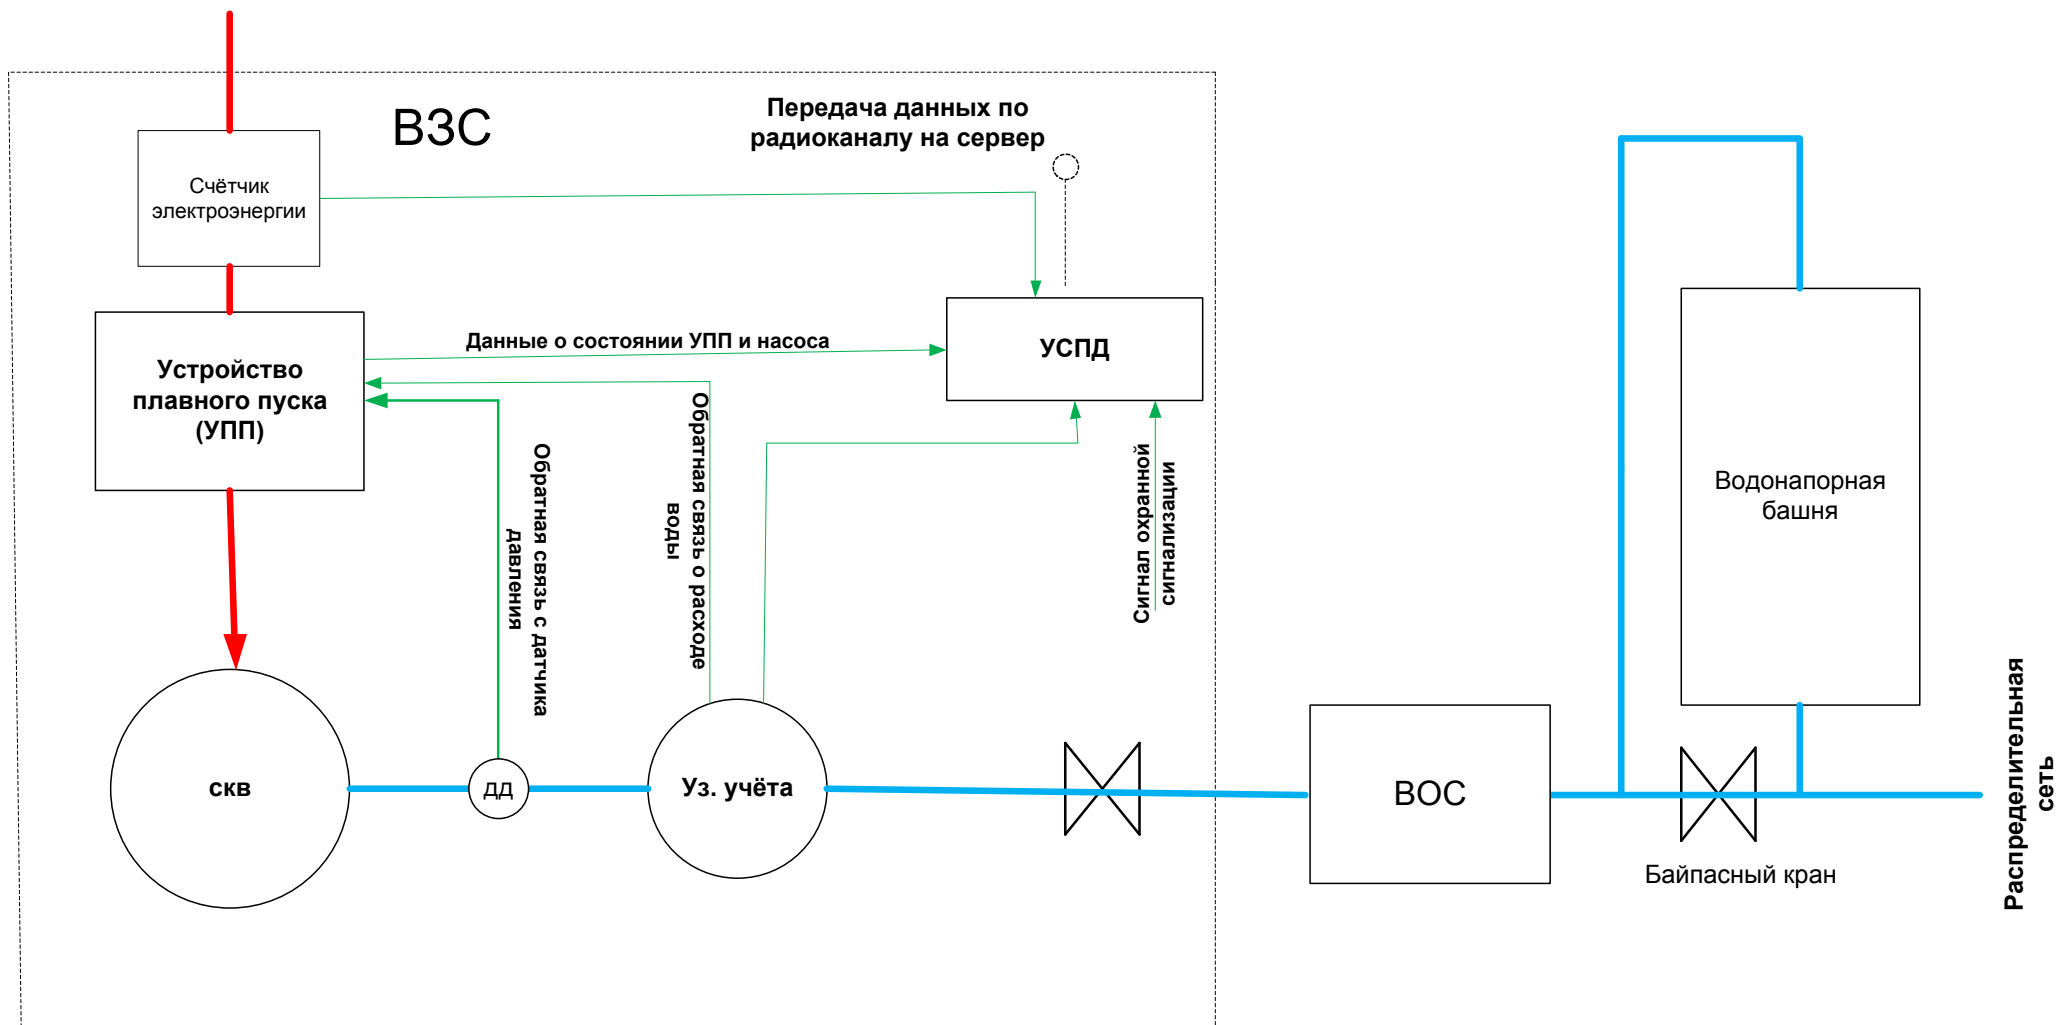 ВЗС
Передача данных по
радиоканалу на сервер
Счётчик
электроэнергии
Данные о состоянии УПП и насоса
УСПД
Устройство
плавного пуска
(УПП)
Обратная связь с датчика
давления
Обратная связь о расходе
воды
Сигнал охранной
сигнализации
Водонапорная
башня
скв
дд
Уз. учёта
ВОС
Байпасный кран
Распределительная
сеть